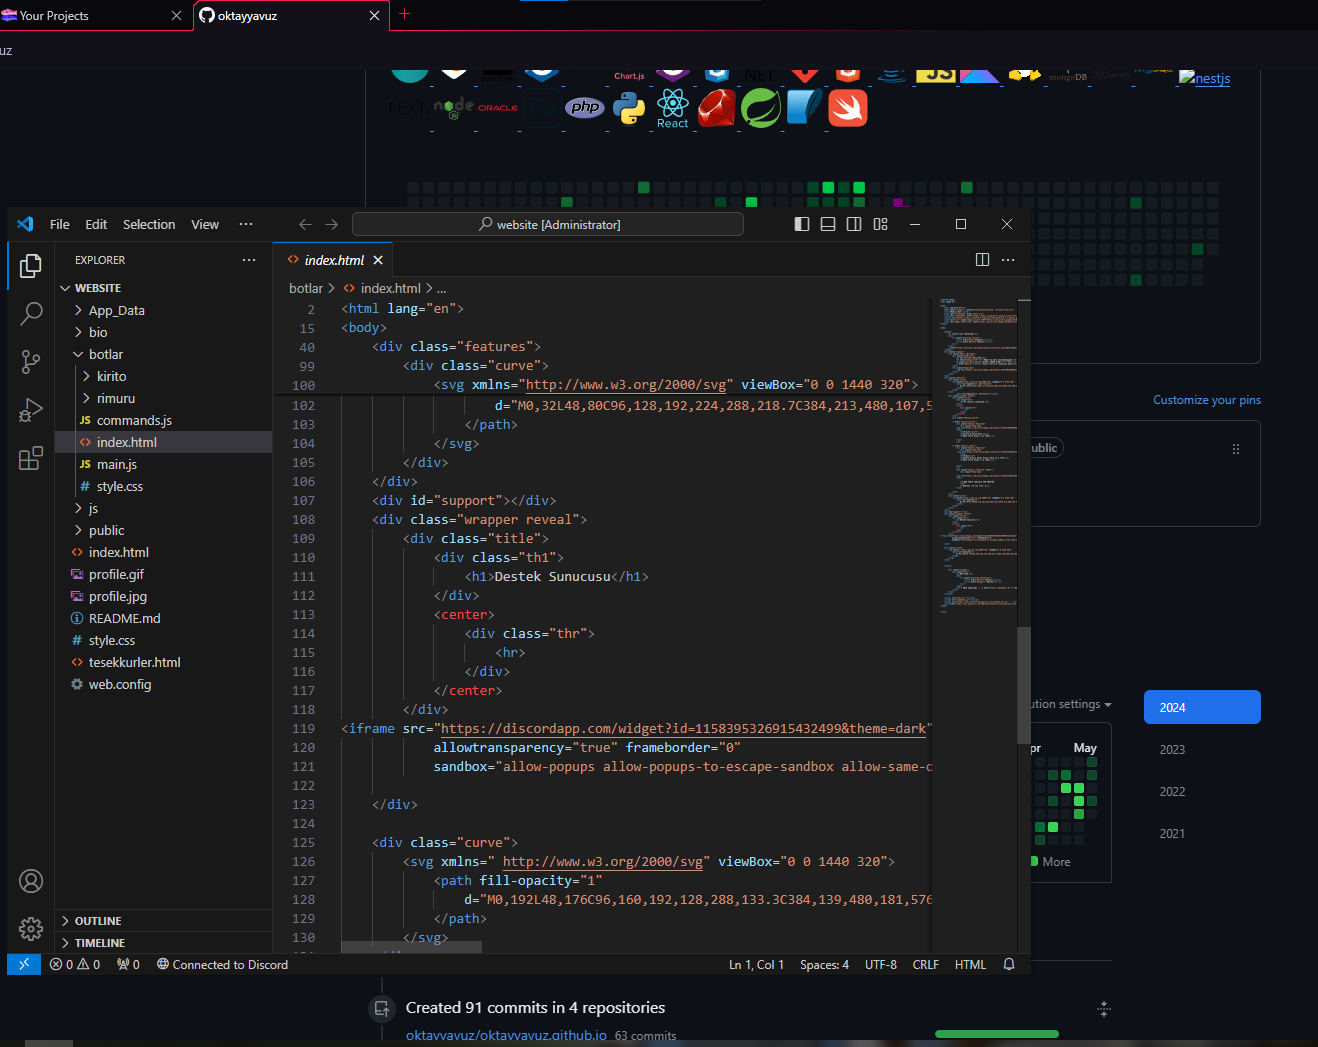 Your Projects
oktayyavuz
uz
Chart.js
.NET
JS
mongoDB
SQL Server
nestjs
NEXT
node
ORACLE
php
React
File Edit Selection View ···
website [Administrator]
EXPLORER ···
index.html
WEBSITE
botlar > index.html > ...
App_Data
bio
botlar
kirito
rimuru
JS commands.js
index.html
JS main.js
# style.css
js
public
index.html
profile.gif
profile.jpg
README.md
# style.css
tesekkurler.html
web.config
OUTLINE
TIMELINE
2 <html lang="en">
15 <body>
40 <div class="features">
99 <div class="curve">
100 <svg xmlns="http://www.w3.org/2000/svg" viewBox="0 0 1440 320">
102 d="M0,32L48,80C96,128,192,224,288,218.7C384,213,480,107,5
103 </path>
104 </svg>
105 </div>
106 </div>
107 <div id="support"></div>
108 <div class="wrapper reveal">
109 <div class="title">
110 <div class="th1">
111 <h1>Destek Sunucusu</h1>
112 </div>
113 <center>
114 <div class="thr">
115 <hr>
116 </div>
117 </center>
118 </div>
119 <iframe src="https://discordapp.com/widget?id=1158395326915432499&theme=dark"
120 allowtransparency="true" frameborder="0"
121 sandbox="allow-popups allow-popups-to-escape-sandbox allow-same-o
122
123 </div>
124
125 <div class="curve">
126 <svg xmlns=" http://www.w3.org/2000/svg" viewBox="0 0 1440 320">
127 <path fill-opacity="1"
128 d="M0,192L48,176C96,160,192,128,288,133.3C384,139,480,181,576
129 </path>
130 </svg>
0 0 0 Connected to Discord
Ln 1, Col 1 Spaces: 4 UTF-8 CRLF HTML
Customize your pins
ublic
ution settings
pr May
More
2024
2023
2022
2021
Created 91 commits in 4 repositories
oktayyavuz/oktayyavuz.github.io 63 commits